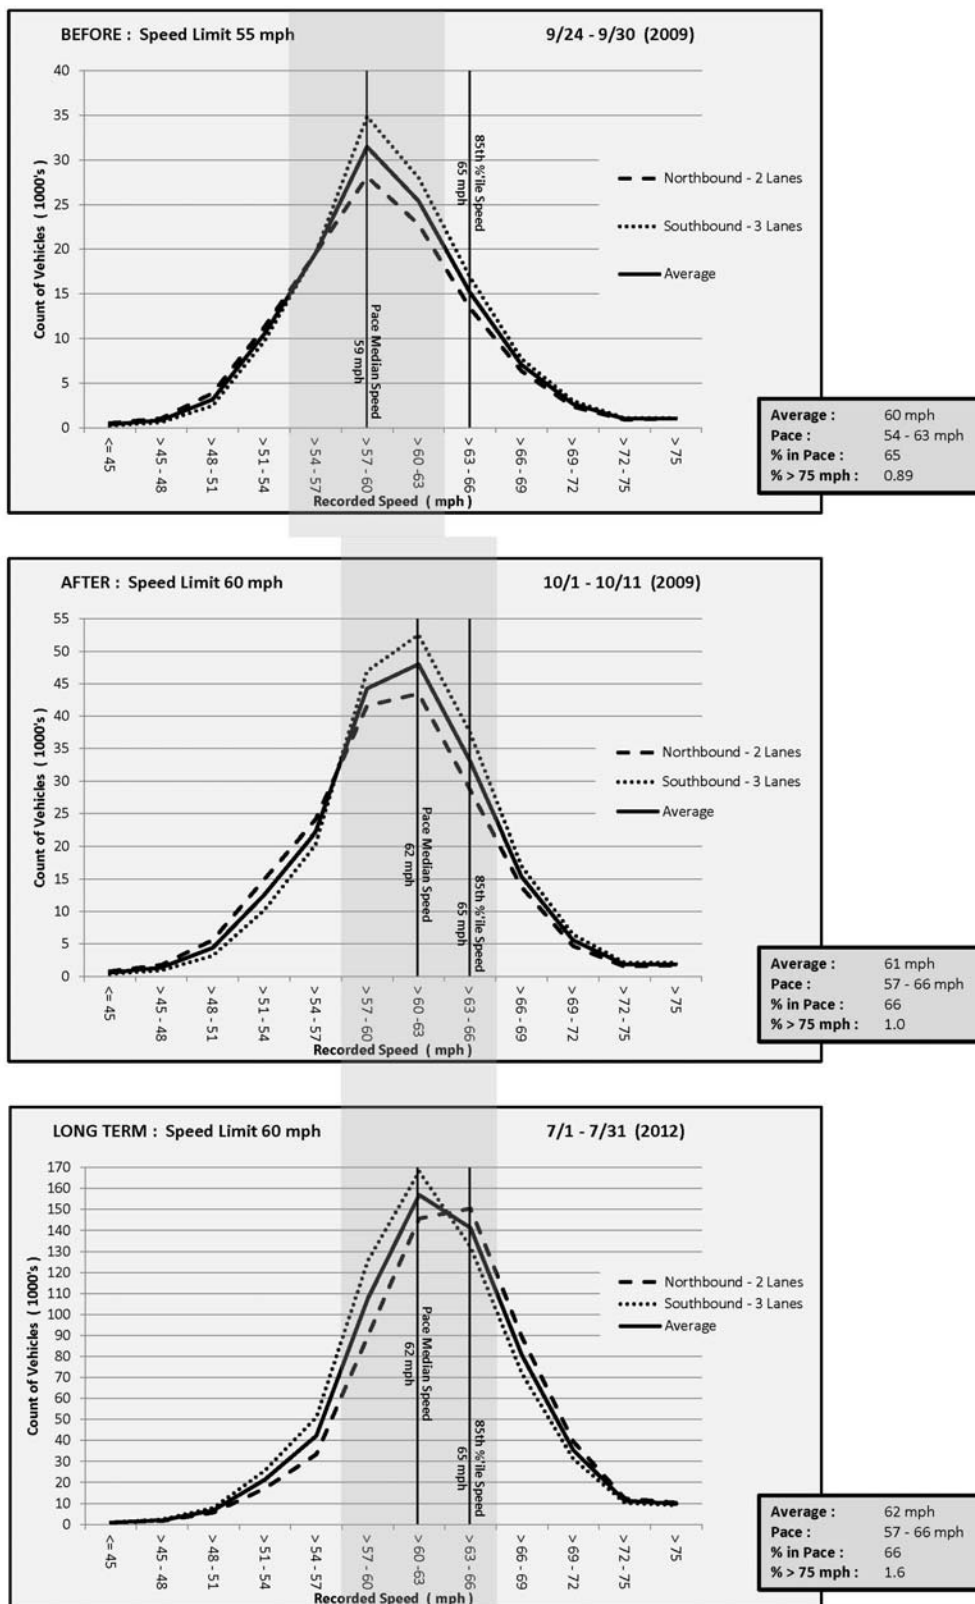 BEFORE : Speed Limit 55 mph
9/24 - 9/30 (2009)
40
35
30
25
20
15
10
5
0
Count of Vehicles ( 1000's )
85th %'ile Speed
65 mph
Pace Median Speed
59 mph
Northbound - 2 Lanes
Southbound - 3 Lanes
Average
<= 45
> 45 - 48
> 48 - 51
> 51 - 54
> 54 - 57
> 57 - 60
> 60 -63
> 63 - 66
> 66 - 69
> 69 - 72
> 72 - 75
> 75
Recorded Speed ( mph )
Average : 60 mph
Pace : 54 - 63 mph
% in Pace : 65
% > 75 mph : 0.89
AFTER : Speed Limit 60 mph
10/1 - 10/11 (2009)
55
50
45
40
35
30
25
20
15
10
5
0
Count of Vehicles ( 1000's )
Pace Median Speed
62 mph
85th %'ile Speed
65 mph
Northbound - 2 Lanes
Southbound - 3 Lanes
Average
<= 45
> 45 - 48
> 48 - 51
> 51 - 54
> 54 - 57
> 57 - 60
> 60 -63
> 63 - 66
> 66 - 69
> 69 - 72
> 72 - 75
> 75
Recorded Speed ( mph )
Average : 61 mph
Pace : 57 - 66 mph
% in Pace : 66
% > 75 mph : 1.0
LONG TERM : Speed Limit 60 mph
7/1 - 7/31 (2012)
170
160
150
140
130
120
110
100
90
80
70
60
50
40
30
20
10
0
Count of Vehicles ( 1000's )
Pace Median Speed
62 mph
85th %'ile Speed
65 mph
Northbound - 2 Lanes
Southbound - 3 Lanes
Average
<= 45
> 45 - 48
> 48 - 51
> 51 - 54
> 54 - 57
> 57 - 60
> 60 -63
> 63 - 66
> 66 - 69
> 69 - 72
> 72 - 75
> 75
Recorded Speed ( mph )
Average : 62 mph
Pace : 57 - 66 mph
% in Pace : 66
% > 75 mph : 1.6